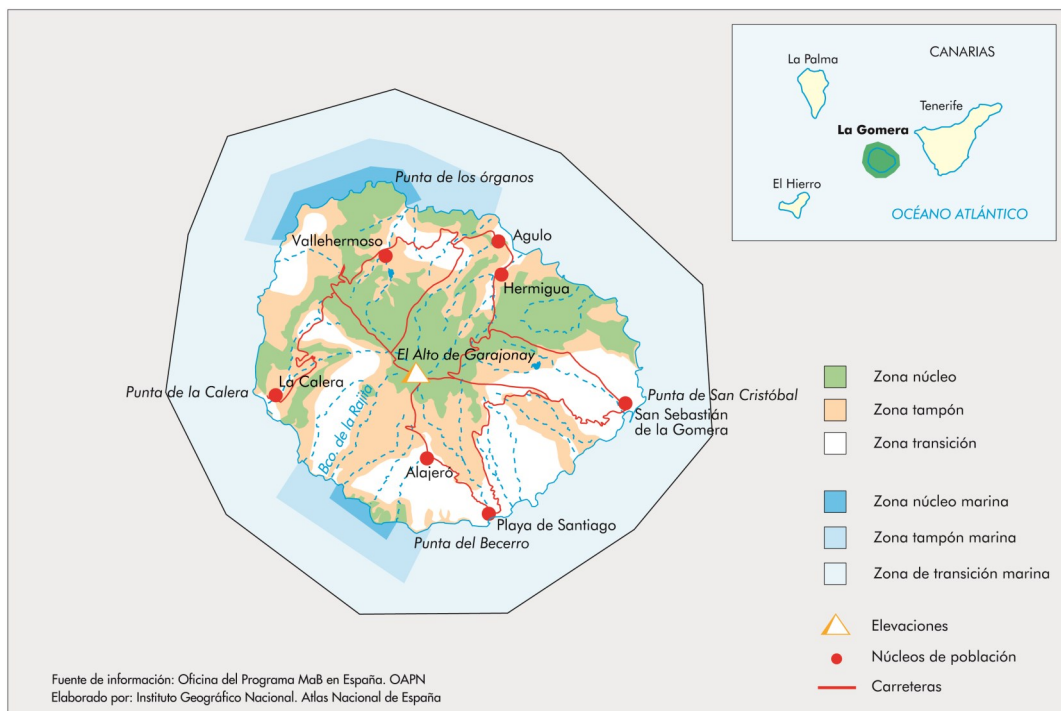 CANARIAS
La Palma
Tenerife
La Gomera
El Hierro
OCÉANO ATLÁNTICO
Punta de los órganos
Vallehermoso
Agulo
Hermigua
El Alto de Garajonay
Punta de la Calera
La Calera
Punta de San Cristóbal
San Sebastián
de la Gomera
Bco. de la Rajita
Alajeró
Playa de Santiago
Punta del Becerro
Zona núcleo
Zona tampón
Zona transición
Zona núcleo marina
Zona tampón marina
Zona de transición marina
Elevaciones
Núcleos de población
Carreteras
Fuente de información: Oficina del Programa MaB en España. OAPN
Elaborado por: Instituto Geográfico Nacional. Atlas Nacional de España